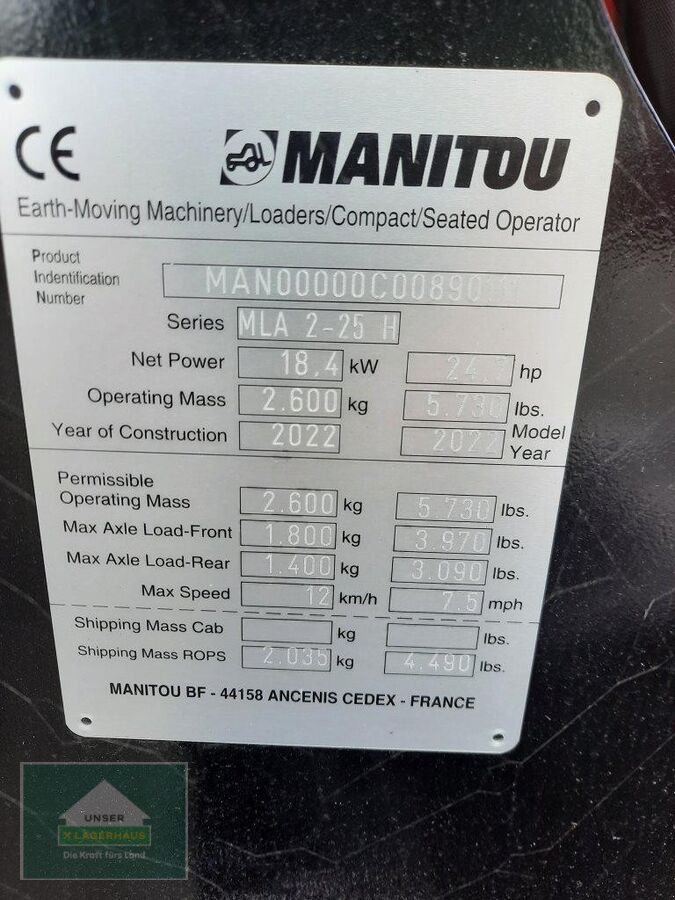 CE
MANITOU
Earth-Moving Machinery/Loaders/Compact/Seated Operator
Product
Indentification
Number
MAN00000C00890
Series MLA 2-25 H
Net Power 18,4 kW 24.7 hp
Operating Mass 2.600 kg 5.730 lbs.
Year of Construction 2022 2022 Model
Year
Permissible
Operating Mass 2.600 kg 5.730 lbs.
Max Axle Load-Front 1.800 kg 3.970 lbs.
Max Axle Load-Rear 1.400 kg 3.090 lbs.
Max Speed 12 km/h 7.5 mph
Shipping Mass Cab kg lbs.
Shipping Mass ROPS 2.035 kg 4.490 lbs.
MANITOU BF - 44158 ANCENIS CEDEX - FRANCE
UNSER
X LAGERHAUS
Die Kraft fürs Land